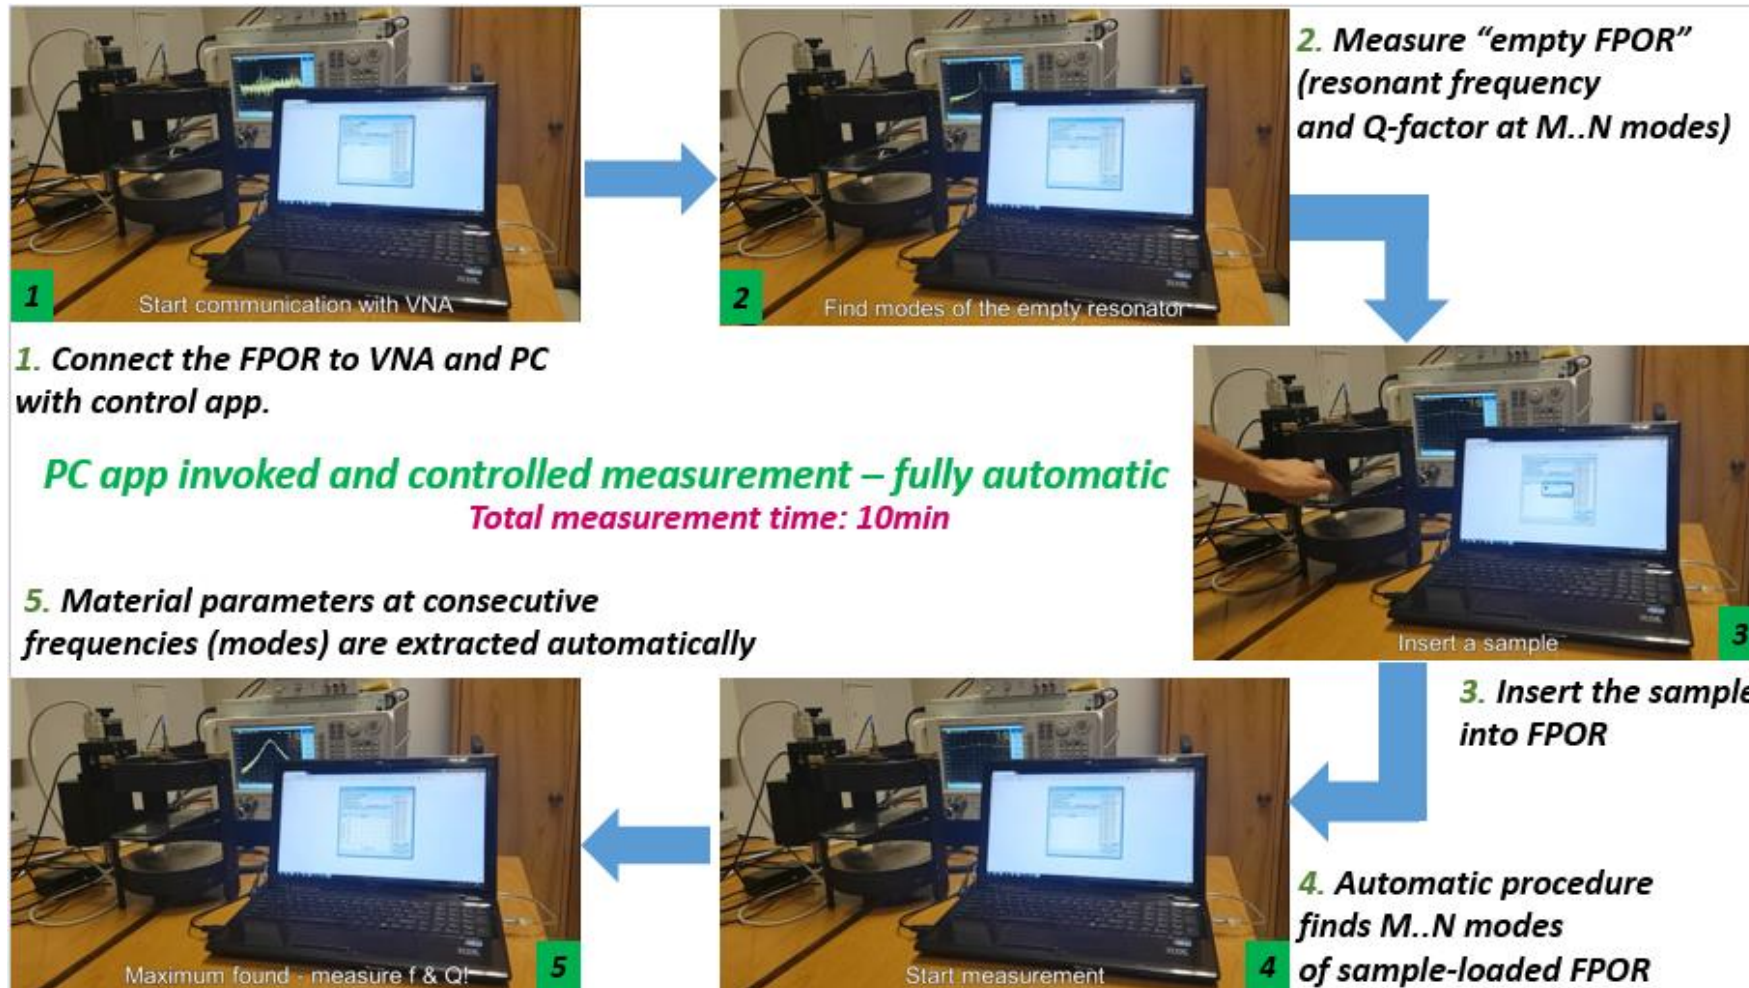 1
Start communication with VNA
1. Connect the FPOR to VNA and PC
with control app.
2
Find modes of the empty resonator
2. Measure “empty FPOR”
(resonant frequency
and Q-factor at M..N modes)
PC app invoked and controlled measurement – fully automatic
Total measurement time: 10min
Insert a sample
3
3. Insert the sample
into FPOR
Start measurement
4
4. Automatic procedure
finds M..N modes
of sample-loaded FPOR
5. Material parameters at consecutive
frequencies (modes) are extracted automatically
Maximum found - measure f & Q!
5